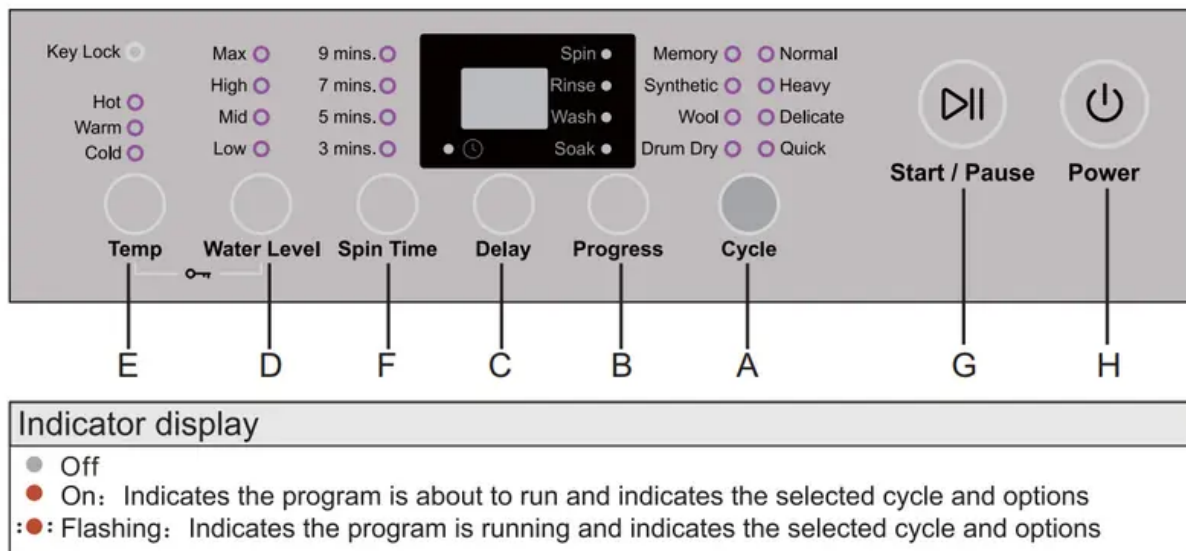 Key Lock
Hot
Warm
Cold
Max
High
Mid
Low
9 mins.
7 mins.
5 mins.
3 mins.
Spin
Rinse
Wash
Soak
Memory
Synthetic
Wool
Drum Dry
Normal
Heavy
Delicate
Quick
Start / Pause
Power
Temp
Water Level
Spin Time
Delay
Progress
Cycle
E
D
F
C
B
A
G
H
Indicator display
Off
On: Indicates the program is about to run and indicates the selected cycle and options
Flashing: Indicates the program is running and indicates the selected cycle and options